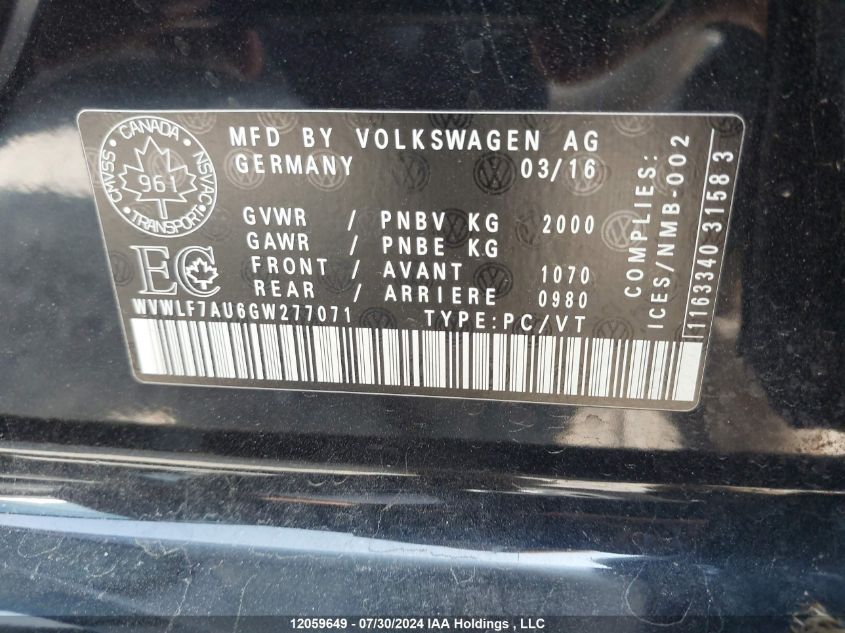 CANADA
CMVSS
NSVAC
961
TRANSPORT
EC
MFD BY VOLKSWAGEN AG
GERMANY 03/16
GVWR / PNBV KG 2000
GAWR / PNBE KG
FRONT / AVANT 1070
REAR / ARRIERE 0980
WVWLF7AU6GW277071 TYPE:PC/VT
COMPLIES:
ICES/NMB-002
1163340 31583
12059649 - 07/30/2024 IAA Holdings , LLC